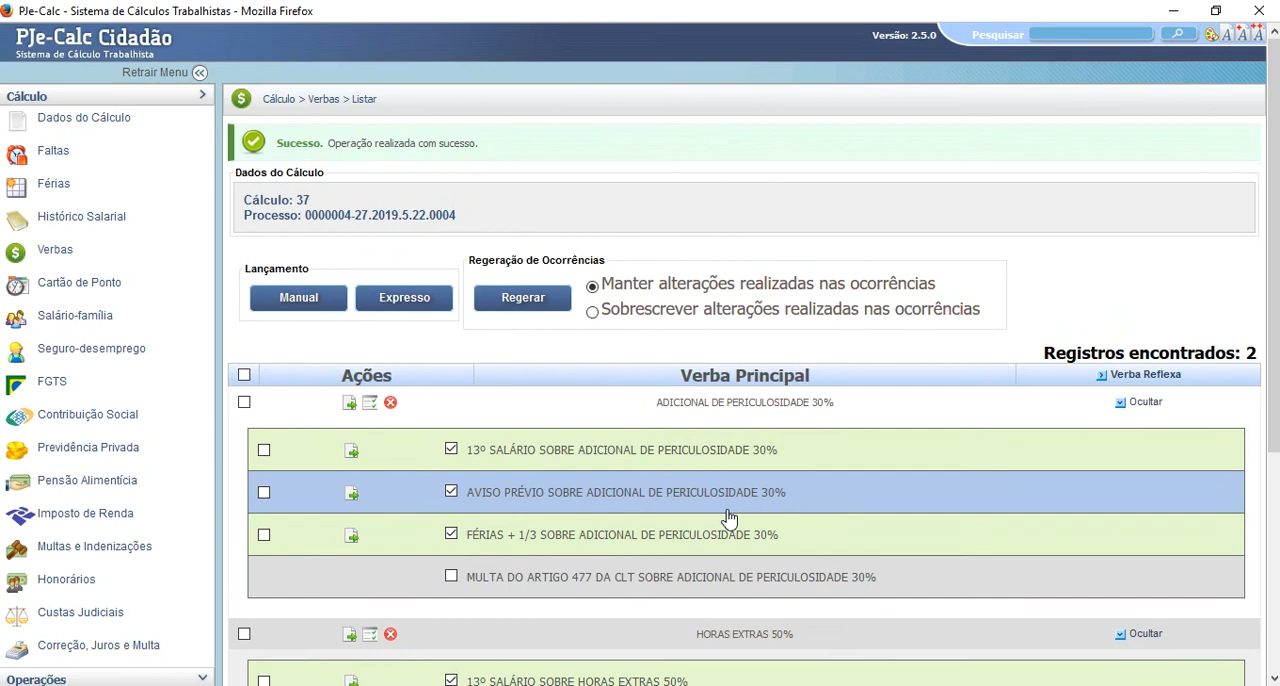 PJe-Calc - Sistema de Cálculos Trabalhistas - Mozilla Firefox
PJe-Calc Cidadão
Sistema de Cálculo Trabalhista
Versão: 2.5.0
Pesquisar
A A A
Retrair Menu
Cálculo
Dados do Cálculo
Faltas
Férias
Histórico Salarial
Verbas
Cartão de Ponto
Salário-família
Seguro-desemprego
FGTS
Contribuição Social
Previdência Privada
Pensão Alimentícia
Imposto de Renda
Multas e Indenizações
Honorários
Custas Judiciais
Correção, Juros e Multa
Operações
Cálculo > Verbas > Listar
Sucesso. Operação realizada com sucesso.
Dados do Cálculo
Cálculo: 37
Processo: 0000004-27.2019.5.22.0004
Lançamento
Manual Expresso
Regeração de Ocorrências
Regerar
Manter alterações realizadas nas ocorrências
Sobrescrever alterações realizadas nas ocorrências
Registros encontrados: 2
Ações Verba Principal Verba Reflexa
ADICIONAL DE PERICULOSIDADE 30% Ocultar
13º SALÁRIO SOBRE ADICIONAL DE PERICULOSIDADE 30%
AVISO PRÉVIO SOBRE ADICIONAL DE PERICULOSIDADE 30%
FÉRIAS + 1/3 SOBRE ADICIONAL DE PERICULOSIDADE 30%
MULTA DO ARTIGO 477 DA CLT SOBRE ADICIONAL DE PERICULOSIDADE 30%
HORAS EXTRAS 50% Ocultar
13º SALÁRIO SOBRE HORAS EXTRAS 50%